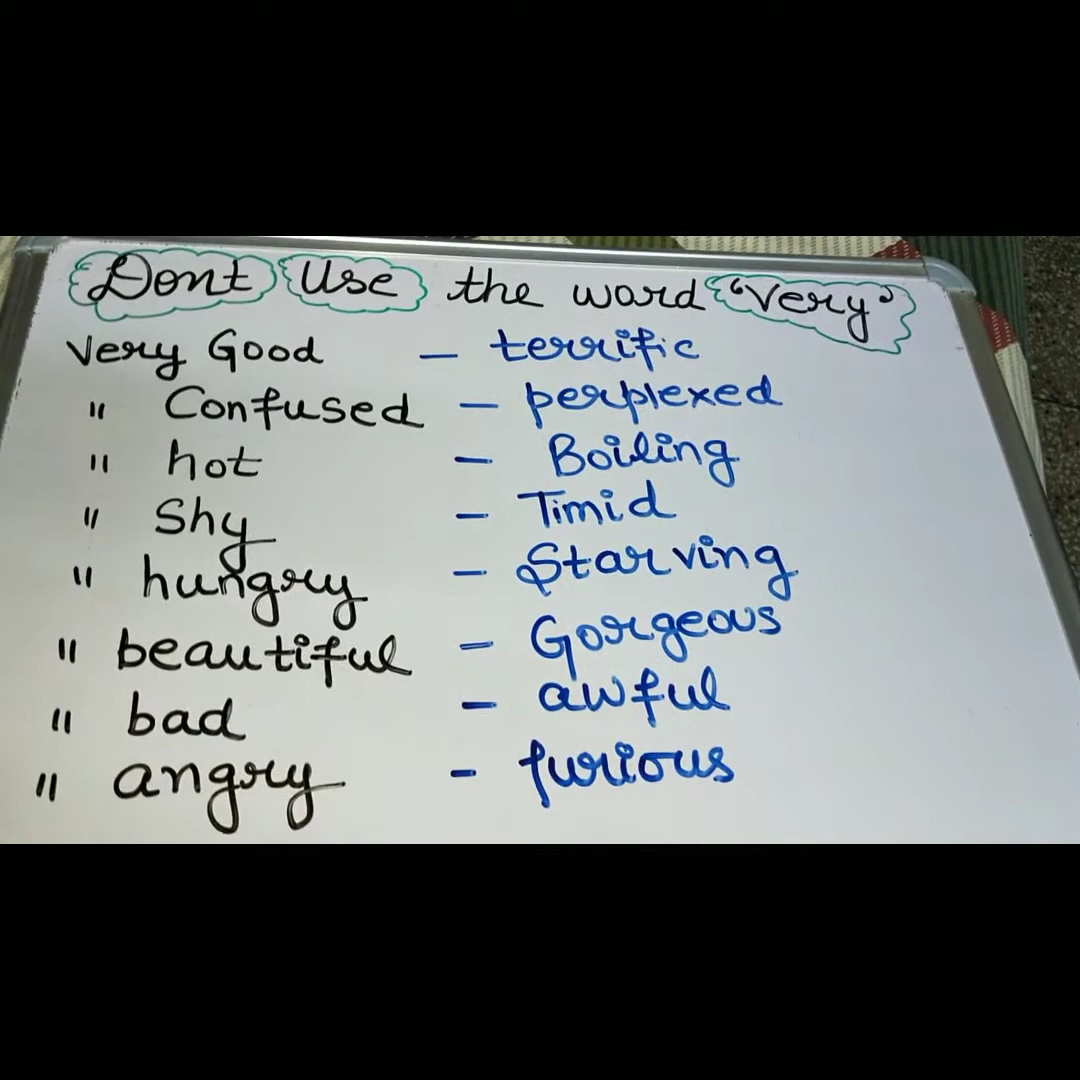 Dont Use the word "Very"
Very Good – terrific
" Confused – perplexed
" hot – Boiling
" Shy – Timid
" hungry – Starving
" beautiful – Gorgeous
" bad – awful
" angry – furious